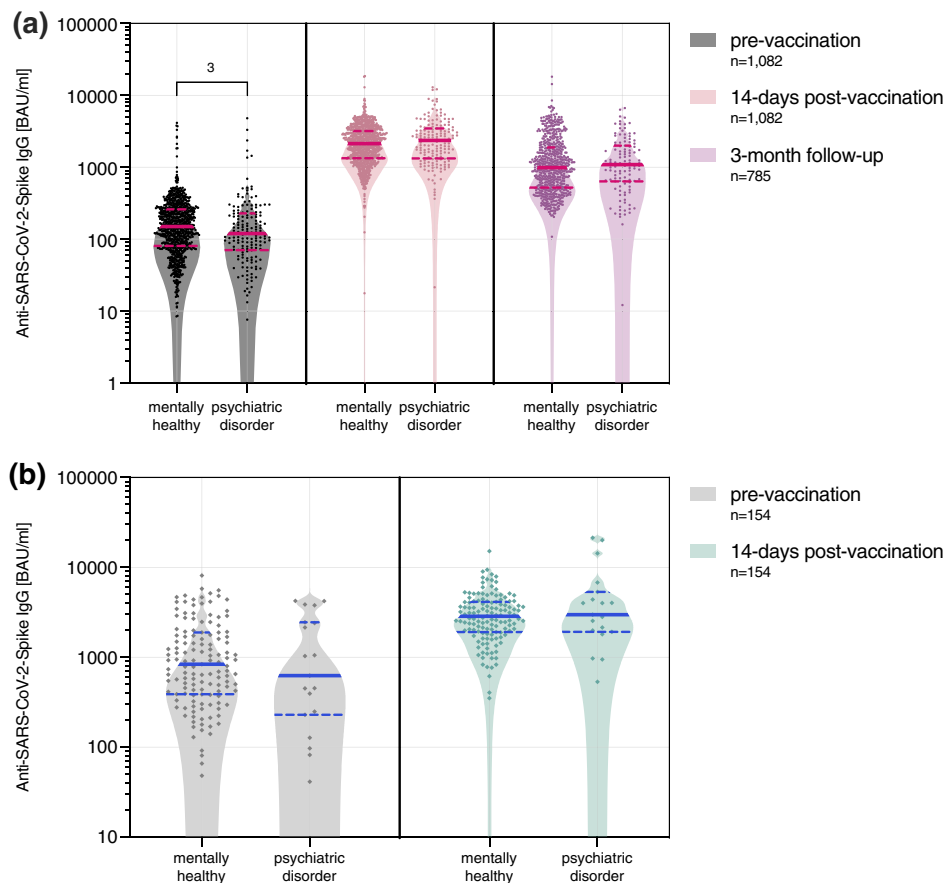 (a)
Anti-SARS-CoV-2-Spike IgG [BAU/ml]
100000
10000
1000
100
10
1
3
mentally
healthy
psychiatric
disorder
mentally
healthy
psychiatric
disorder
mentally
healthy
psychiatric
disorder
pre-vaccination
n=1,082
14-days post-vaccination
n=1,082
3-month follow-up
n=785
(b)
Anti-SARS-CoV-2-Spike IgG [BAU/ml]
100000
10000
1000
100
10
mentally
healthy
psychiatric
disorder
mentally
healthy
psychiatric
disorder
pre-vaccination
n=154
14-days post-vaccination
n=154